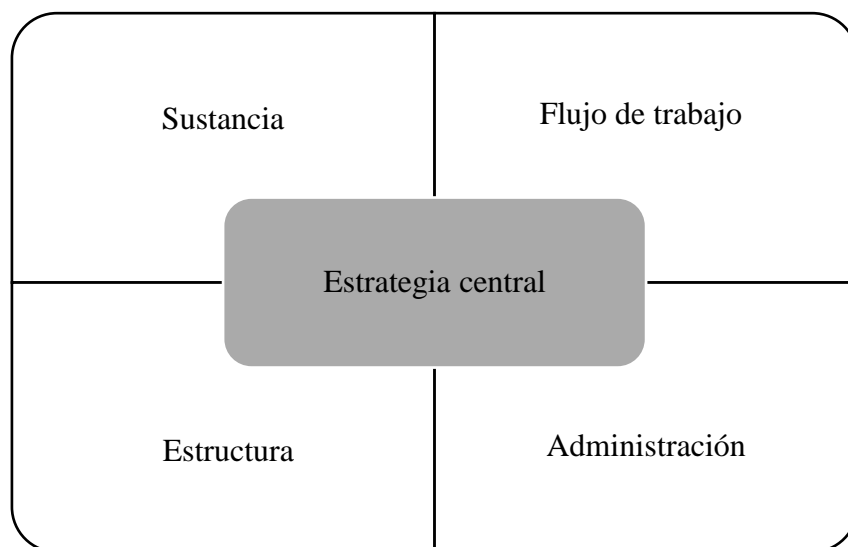 Sustancia
Flujo de trabajo
Estrategia central
Estructura
Administración